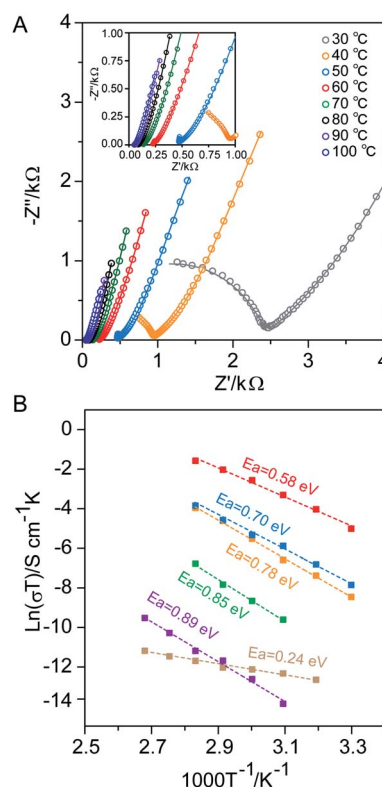 A
4
3
2
1
0
-Z''/kΩ
0
1
2
3
4
Z'/kΩ
1.00
0.75
0.50
0.25
0.00
-Z''/kΩ
0.00
0.25
0.50
0.75
1.00
Z'/kΩ
30 °C
40 °C
50 °C
60 °C
70 °C
80 °C
90 °C
100 °C
B
0
-2
-4
-6
-8
-10
-12
-14
Ln(σT)/S cm⁻¹K
Ea=0.58 eV
Ea=0.70 eV
Ea=0.78 eV
Ea=0.85 eV
Ea=0.89 eV
Ea=0.24 eV
2.5
2.7
2.9
3.1
3.3
1000T⁻¹/K⁻¹